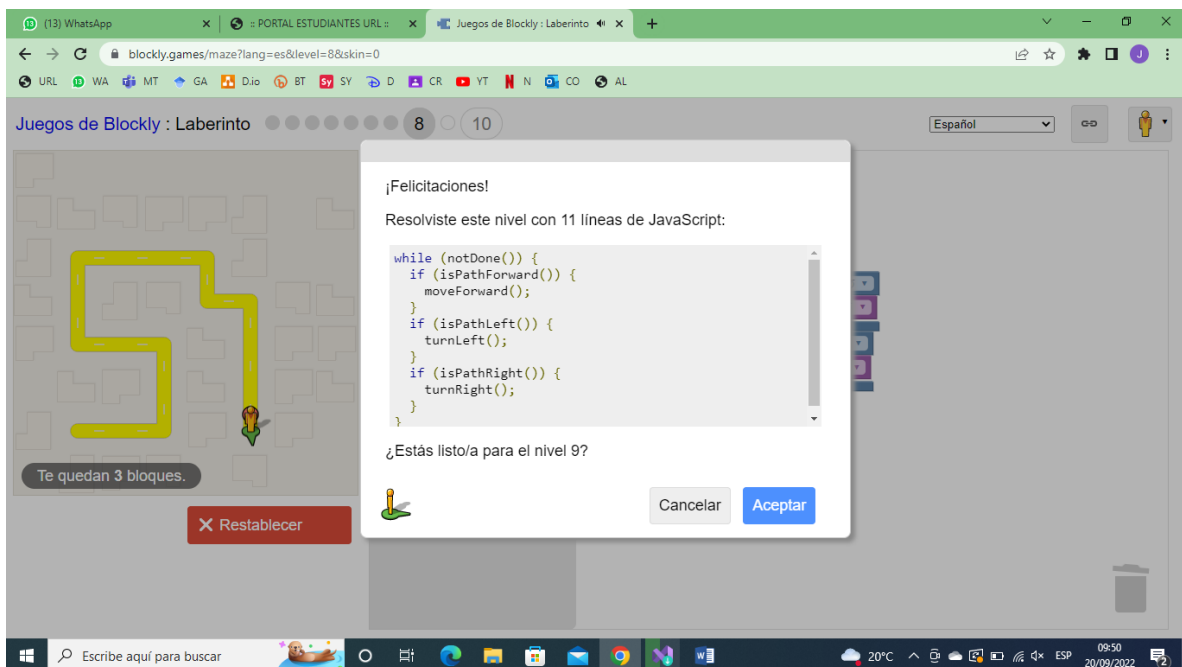 (13) WhatsApp
:: PORTAL ESTUDIANTES URL ::
Juegos de Blockly : Laberinto
blockly.games/maze?lang=es&level=8&skin=0
URL
WA
MT
GA
D.io
BT
Sy SY
D
CR
YT
N
CO
AL
J
Juegos de Blockly : Laberinto 8 10
Español
¡Felicitaciones!
Resolviste este nivel con 11 líneas de JavaScript:
while (notDone()) {
  if (isPathForward()) {
    moveForward();
  }
  if (isPathLeft()) {
    turnLeft();
  }
  if (isPathRight()) {
    turnRight();
  }
}
¿Estás listo/a para el nivel 9?
Cancelar
Aceptar
Te quedan 3 bloques.
Restablecer
Escribe aquí para buscar
20°C
ESP
09:50
20/09/2022